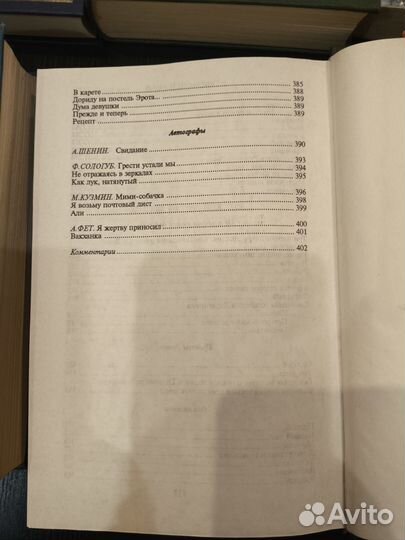 В карете 385
Дориду на постель Эрота... 388
Дума девушки 389
Прежде и теперь 389
Рецепт 389
Автографы
А.ШЕНИН. Свидание 390
Ф.СОЛОГУБ. Грести устали мы 393
Не отражаясь в зеркалах 394
Как лук, натянутый 395
М.КУЗМИН. Мими-собачка 396
Я возьму почтовый лист 398
Али 399
А.ФЕТ. Я жертву приносил 400
Вакханка 401
Комментарии 402
Avito